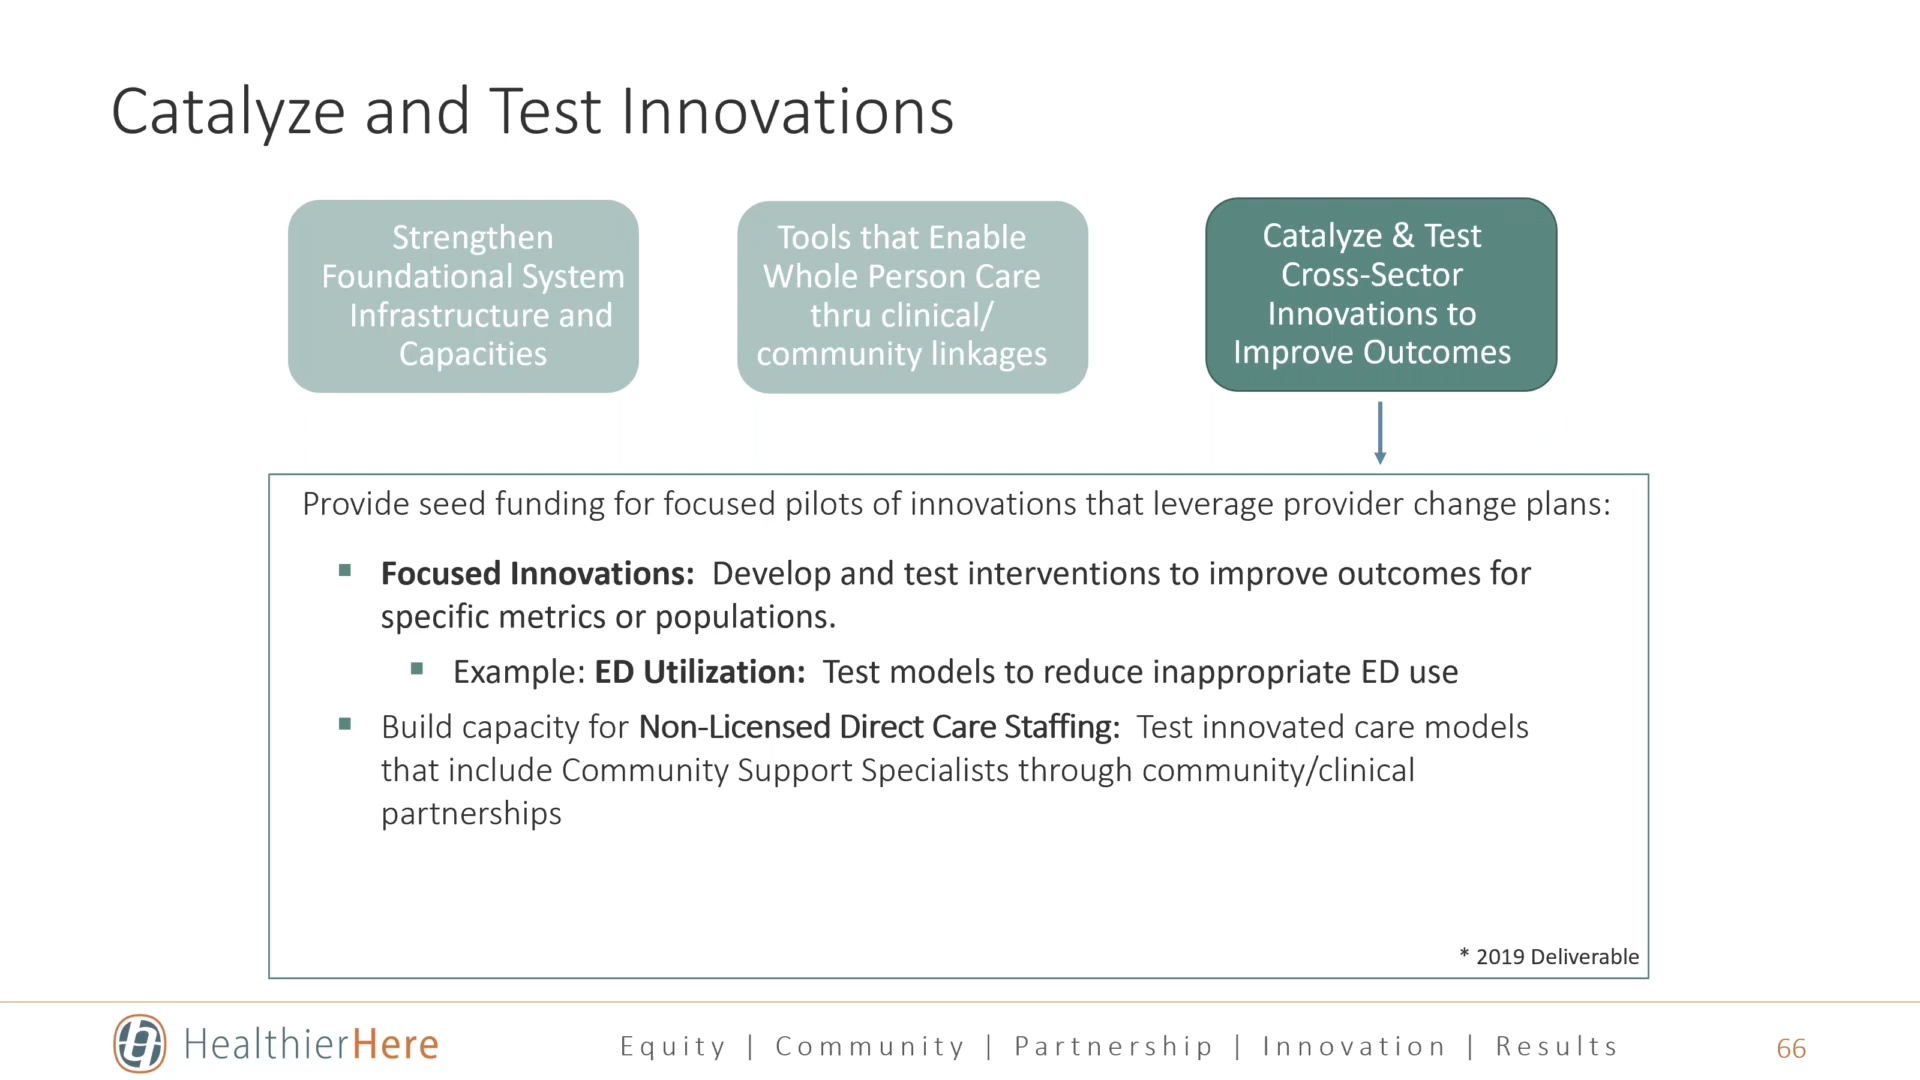 Catalyze and Test Innovations
Strengthen
Foundational System
Infrastructure and
Capacities
Tools that Enable
Whole Person Care
thru clinical/
community linkages
Catalyze & Test
Cross-Sector
Innovations to
Improve Outcomes
Provide seed funding for focused pilots of innovations that leverage provider change plans:
▪ Focused Innovations:  Develop and test interventions to improve outcomes for
specific metrics or populations.
▪ Example: ED Utilization:  Test models to reduce inappropriate ED use
▪ Build capacity for Non-Licensed Direct Care Staffing:  Test innovated care models
that include Community Support Specialists through community/clinical
partnerships
* 2019 Deliverable
HealthierHere
Equity | Community | Partnership | Innovation | Results
66